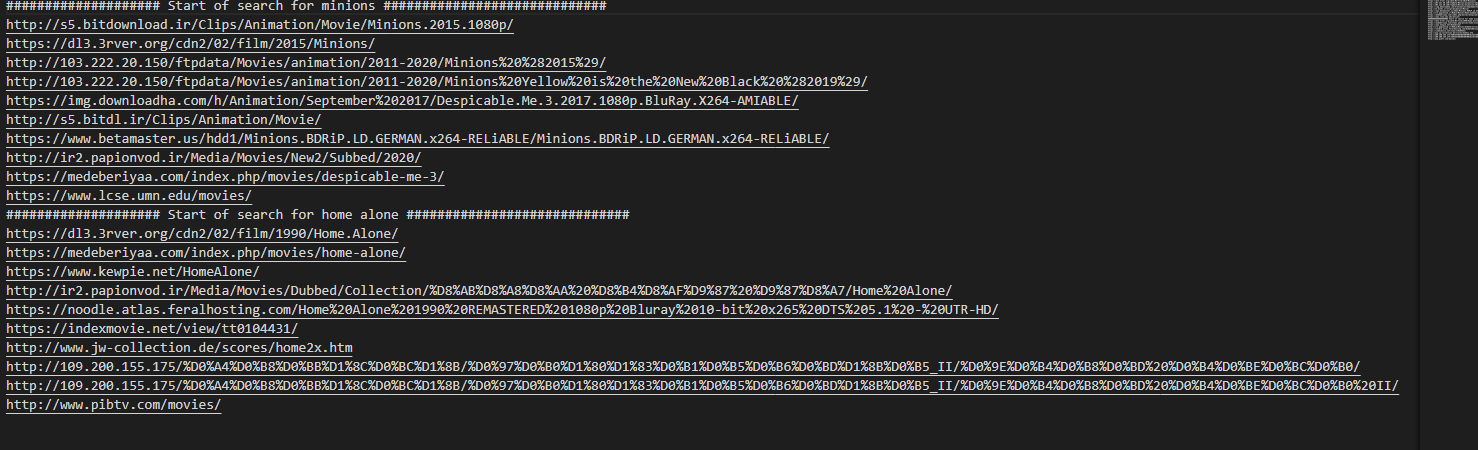 #################### Start of search for minions #############################
http://s5.bitdownload.ir/Clips/Animation/Movie/Minions.2015.1080p/
https://dl3.3rver.org/cdn2/02/film/2015/Minions/
http://103.222.20.150/ftpdata/Movies/animation/2011-2020/Minions%20%282015%29/
http://103.222.20.150/ftpdata/Movies/animation/2011-2020/Minions%20Yellow%20is%20the%20New%20Black%20%282019%29/
https://img.downloadha.com/h/Animation/September%202017/Despicable.Me.3.2017.1080p.BluRay.X264-AMIABLE/
http://s5.bitdl.ir/Clips/Animation/Movie/
https://www.betamaster.us/hdd1/Minions.BDRiP.LD.GERMAN.x264-RELiABLE/Minions.BDRiP.LD.GERMAN.x264-RELiABLE/
http://ir2.papionvod.ir/Media/Movies/New2/Subbed/2020/
https://medeberiyaa.com/index.php/movies/despicable-me-3/
https://www.lcse.umn.edu/movies/
#################### Start of search for home alone #############################
https://dl3.3rver.org/cdn2/02/film/1990/Home.Alone/
https://medeberiyaa.com/index.php/movies/home-alone/
https://www.kewpie.net/HomeAlone/
http://ir2.papionvod.ir/Media/Movies/Dubbed/Collection/%D8%AB%D8%A8%D8%AA%20%D8%B4%D8%AF%D9%87%20%D9%87%D8%A7/Home%20Alone/
https://noodle.atlas.feralhosting.com/Home%20Alone%201990%20REMASTERED%201080p%20Bluray%2010-bit%20x265%20DTS%205.1%20-%20UTR-HD/
https://indexmovie.net/view/tt0104431/
http://www.jw-collection.de/scores/home2x.htm
http://109.200.155.175/%D0%A4%D0%B8%D0%BB%D1%8C%D0%BC%D1%8B/%D0%97%D0%B0%D1%80%D1%83%D0%B1%D0%B5%D0%B6%D0%BD%D1%8B%D0%B5_II/%D0%9E%D0%B4%D0%B8%D0%BD%20%D0%B4%D0%BE%D0%BC%D0%B0/
http://109.200.155.175/%D0%A4%D0%B8%D0%BB%D1%8C%D0%BC%D1%8B/%D0%97%D0%B0%D1%80%D1%83%D0%B1%D0%B5%D0%B6%D0%BD%D1%8B%D0%B5_II/%D0%9E%D0%B4%D0%B8%D0%BD%20%D0%B4%D0%BE%D0%BC%D0%B0%20II/
http://www.pibtv.com/movies/